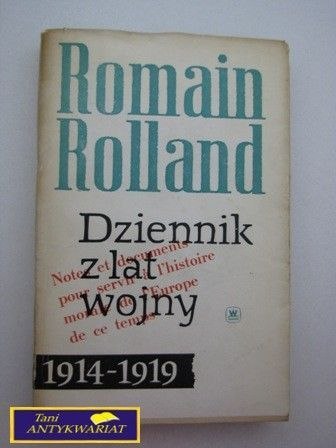 Romain
Rolland
Dziennik
z lat
wojny
Notes et documents
pour servir à l'histoire
morale de l'Europe
de ce temps
1914-1919
Tani
ANTYKWARIAT